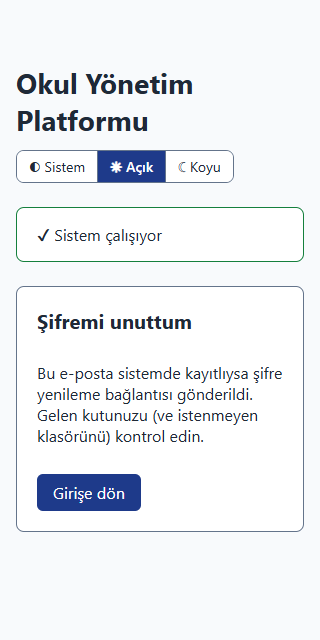 Okul Yönetim
Platformu
◐ Sistem ☀ Açık ☾ Koyu
✓ Sistem çalışıyor
Şifremi unuttum
Bu e-posta sistemde kayıtlıysa şifre
yenileme bağlantısı gönderildi.
Gelen kutunuzu (ve istenmeyen
klasörünü) kontrol edin.
Girişe dön